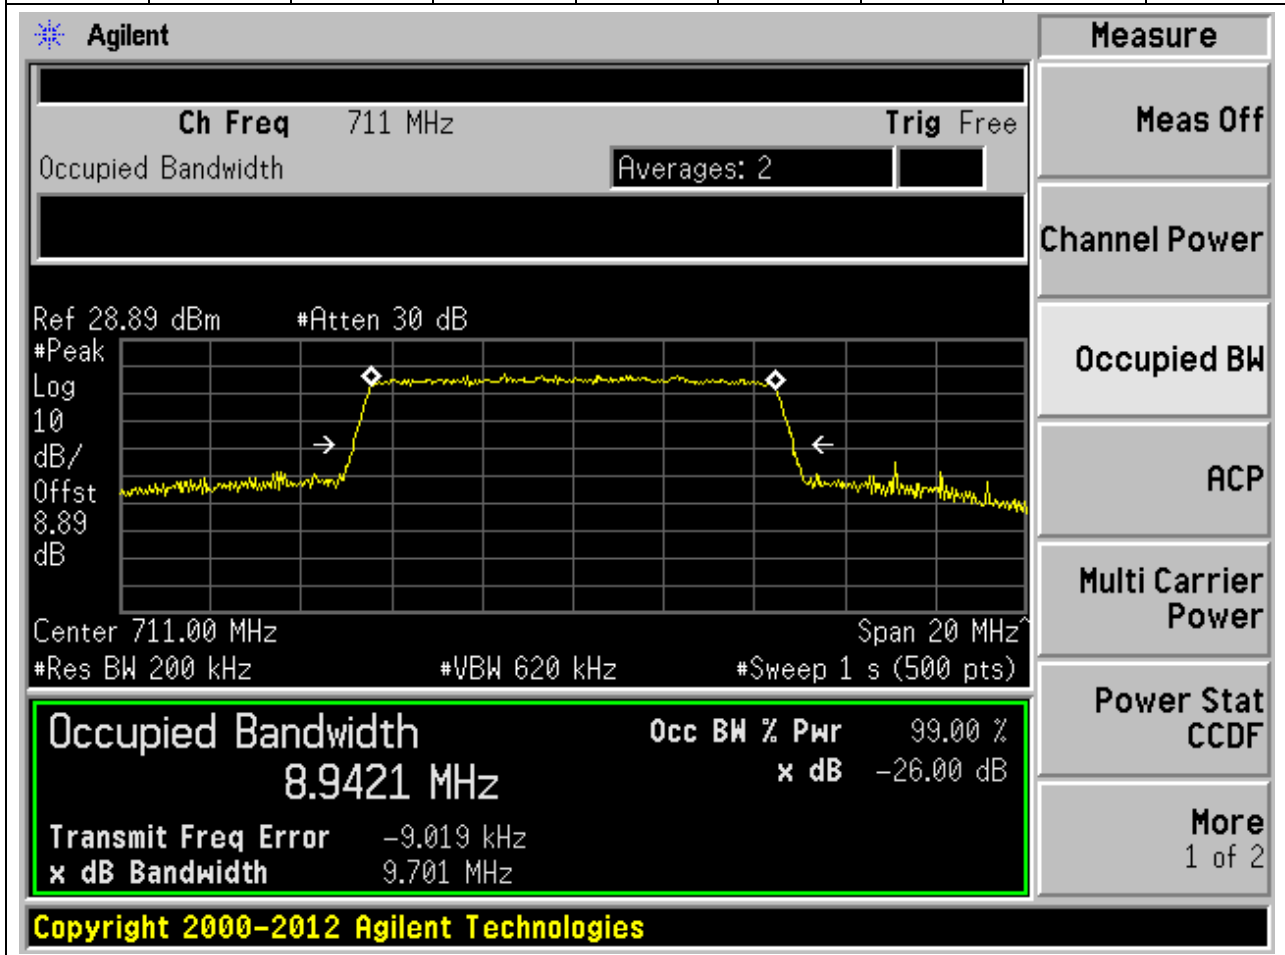 Agilent
Measure
Ch Freq 711 MHz Trig Free
Occupied Bandwidth Averages: 2
Ref 28.89 dBm #Atten 30 dB
#Peak
Log
10
dB/
Offst
8.89
dB
Center 711.00 MHz Span 20 MHz^
#Res BW 200 kHz #VBW 620 kHz #Sweep 1 s (500 pts)
Occupied Bandwidth Occ BW % Pwr 99.00 %
8.9421 MHz x dB -26.00 dB
Transmit Freq Error -9.019 kHz
x dB Bandwidth 9.701 MHz
Meas Off
Channel Power
Occupied BW
ACP
Multi Carrier
Power
Power Stat
CCDF
More
1 of 2
Copyright 2000-2012 Agilent Technologies